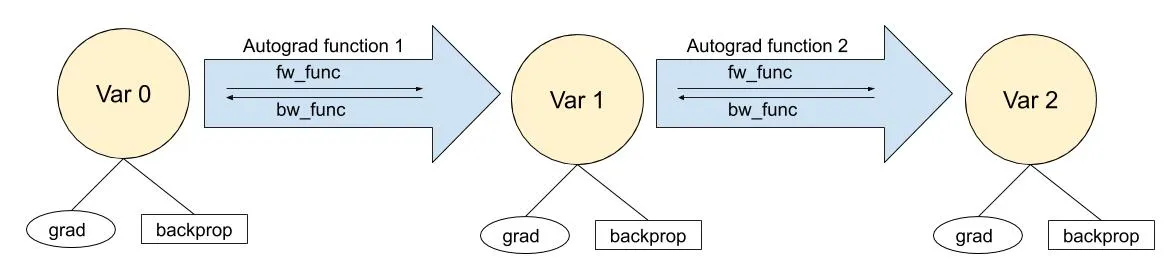 Var 0
Autograd function 1
fw_func
bw_func
Var 1
Autograd function 2
fw_func
bw_func
Var 2
grad
backprop
grad
backprop
grad
backprop